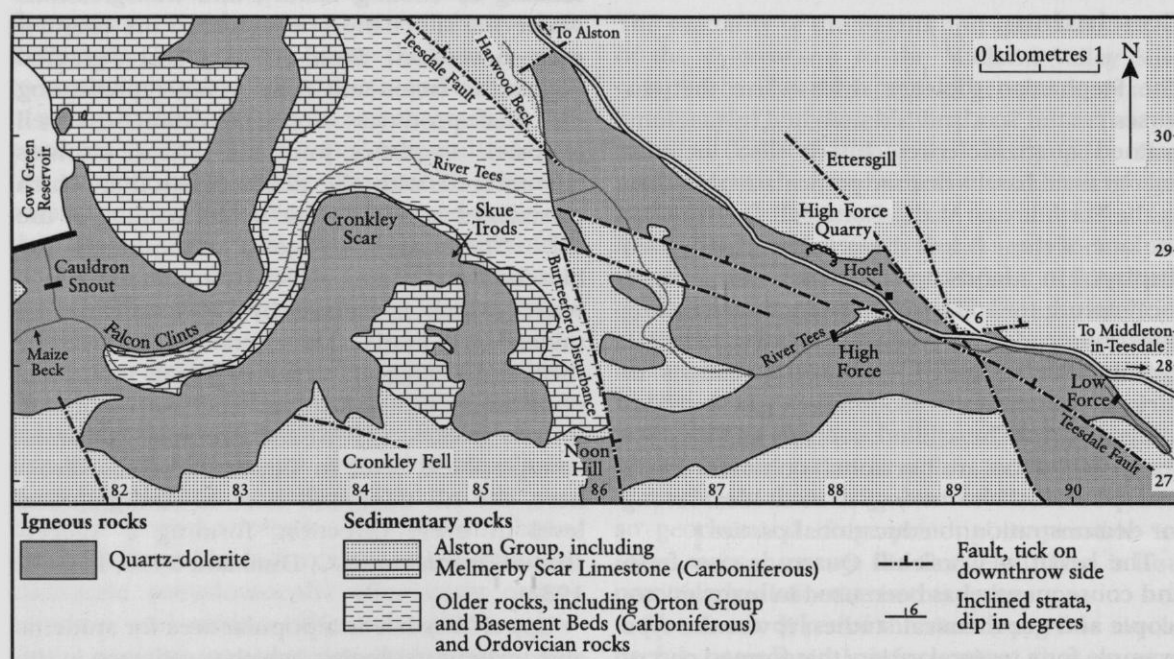 To Alston
0 kilometres 1
N
Teesdale Fault
Harwood Beck
Cow Green
Reservoir
30
Ettersgill
River Tees
Cronkley
Scar
Skue
Trods
High Force
Quarry
29
Hotel
Cauldron
Snout
Burtreeford Disturbance
6
Falcon Clints
Maize
Beck
River Tees
High
Force
To Middleton-
in-Teesdale
28
Low
Force
Teesdale Fault
Cronkley Fell
Noon
Hill
82
83
84
85
86
87
88
89
90
27
Igneous rocks
Quartz-dolerite
Sedimentary rocks
Alston Group, including
Melmerby Scar Limestone (Carboniferous)
Older rocks, including Orton Group
and Basement Beds (Carboniferous)
and Ordovician rocks
Fault, tick on
downthrow side
6
Inclined strata,
dip in degrees